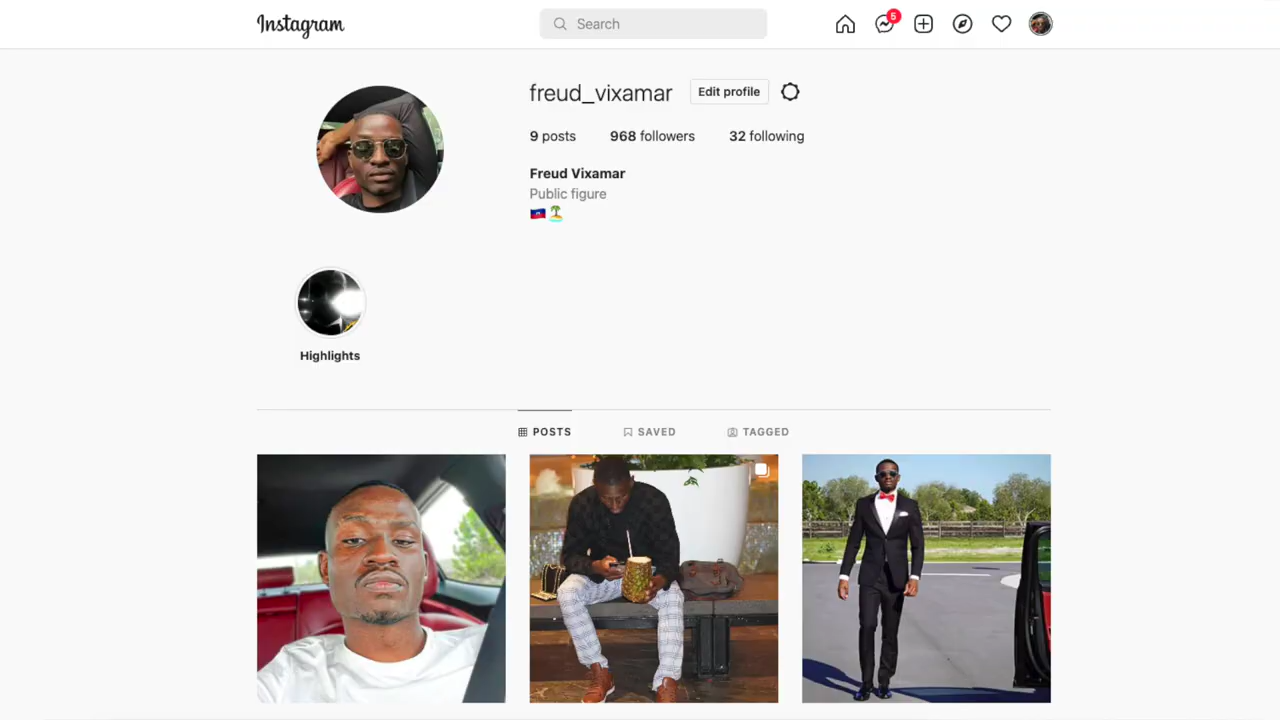 Instagram
Search
5
freud_vixamar Edit profile
9 posts 968 followers 32 following
Freud Vixamar
Public figure
🇭🇹🏝️
Highlights
POSTS SAVED TAGGED